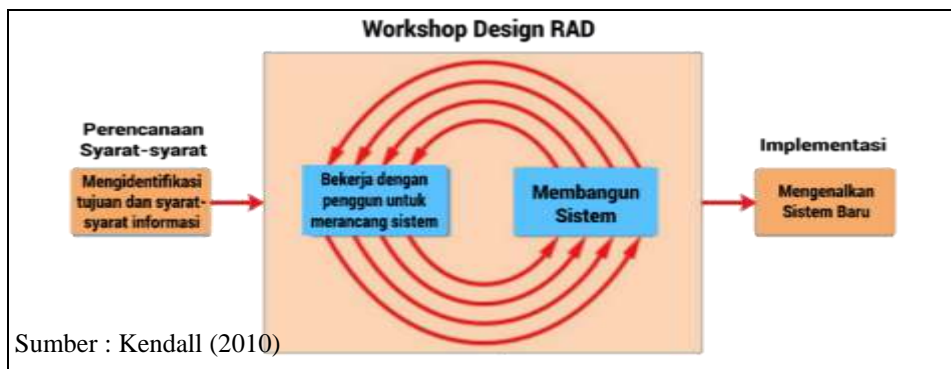 Workshop Design RAD
Perencanaan
Syarat-syarat
Mengidentifikasi
tujuan dan syarat-
syarat informasi
Bekerja dengan
penggun untuk
merancang sistem
Membangun
Sistem
Implementasi
Mengenalkan
Sistem Baru
Sumber : Kendall (2010)